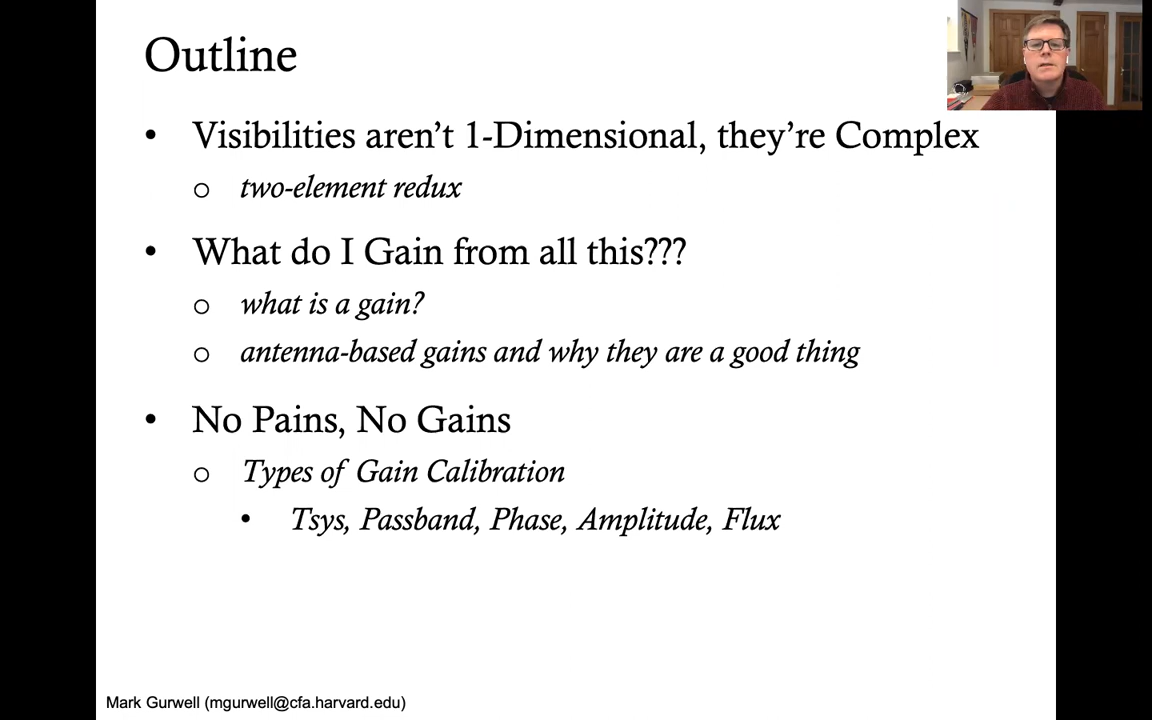 Outline
• Visibilities aren't 1-Dimensional, they're Complex
o two-element redux
• What do I Gain from all this???
o what is a gain?
o antenna-based gains and why they are a good thing
• No Pains, No Gains
o Types of Gain Calibration
• Tsys, Passband, Phase, Amplitude, Flux
Mark Gurwell (mgurwell@cfa.harvard.edu)